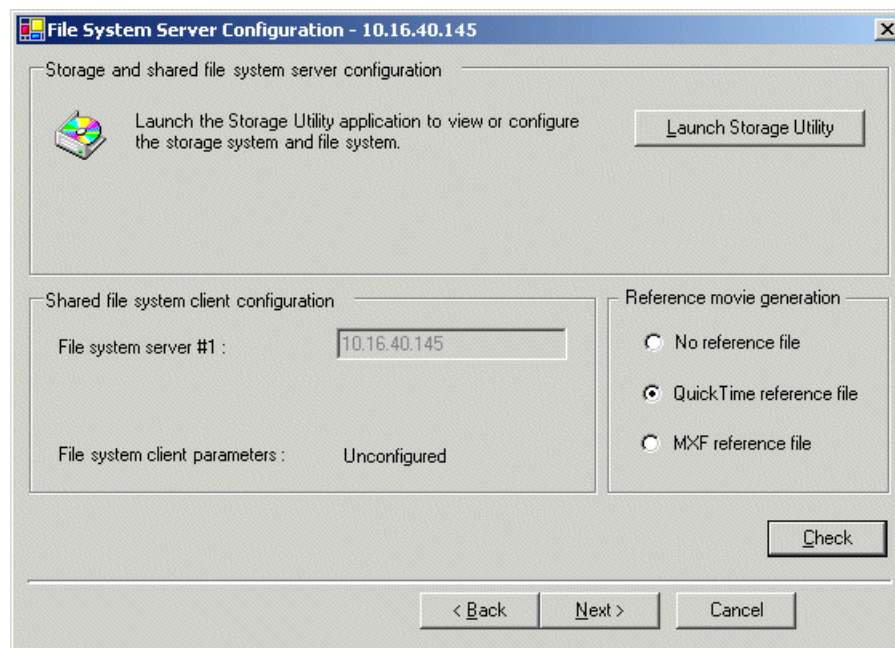 File System Server Configuration - 10.16.40.145
Storage and shared file system server configuration
Launch the Storage Utility application to view or configure
the storage system and file system.
Launch Storage Utility
Shared file system client configuration
File system server #1 :
10.16.40.145
File system client parameters :
Unconfigured
Reference movie generation
No reference file
QuickTime reference file
MXF reference file
Check
< Back
Next >
Cancel